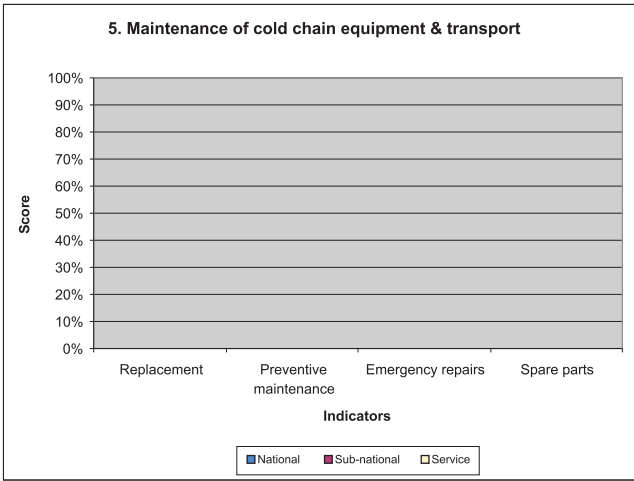 5. Maintenance of cold chain equipment & transport
100%
90%
80%
70%
60%
50%
40%
30%
20%
10%
0%
Score
Replacement
Preventive
maintenance
Emergency repairs
Spare parts
Indicators
National
Sub-national
Service